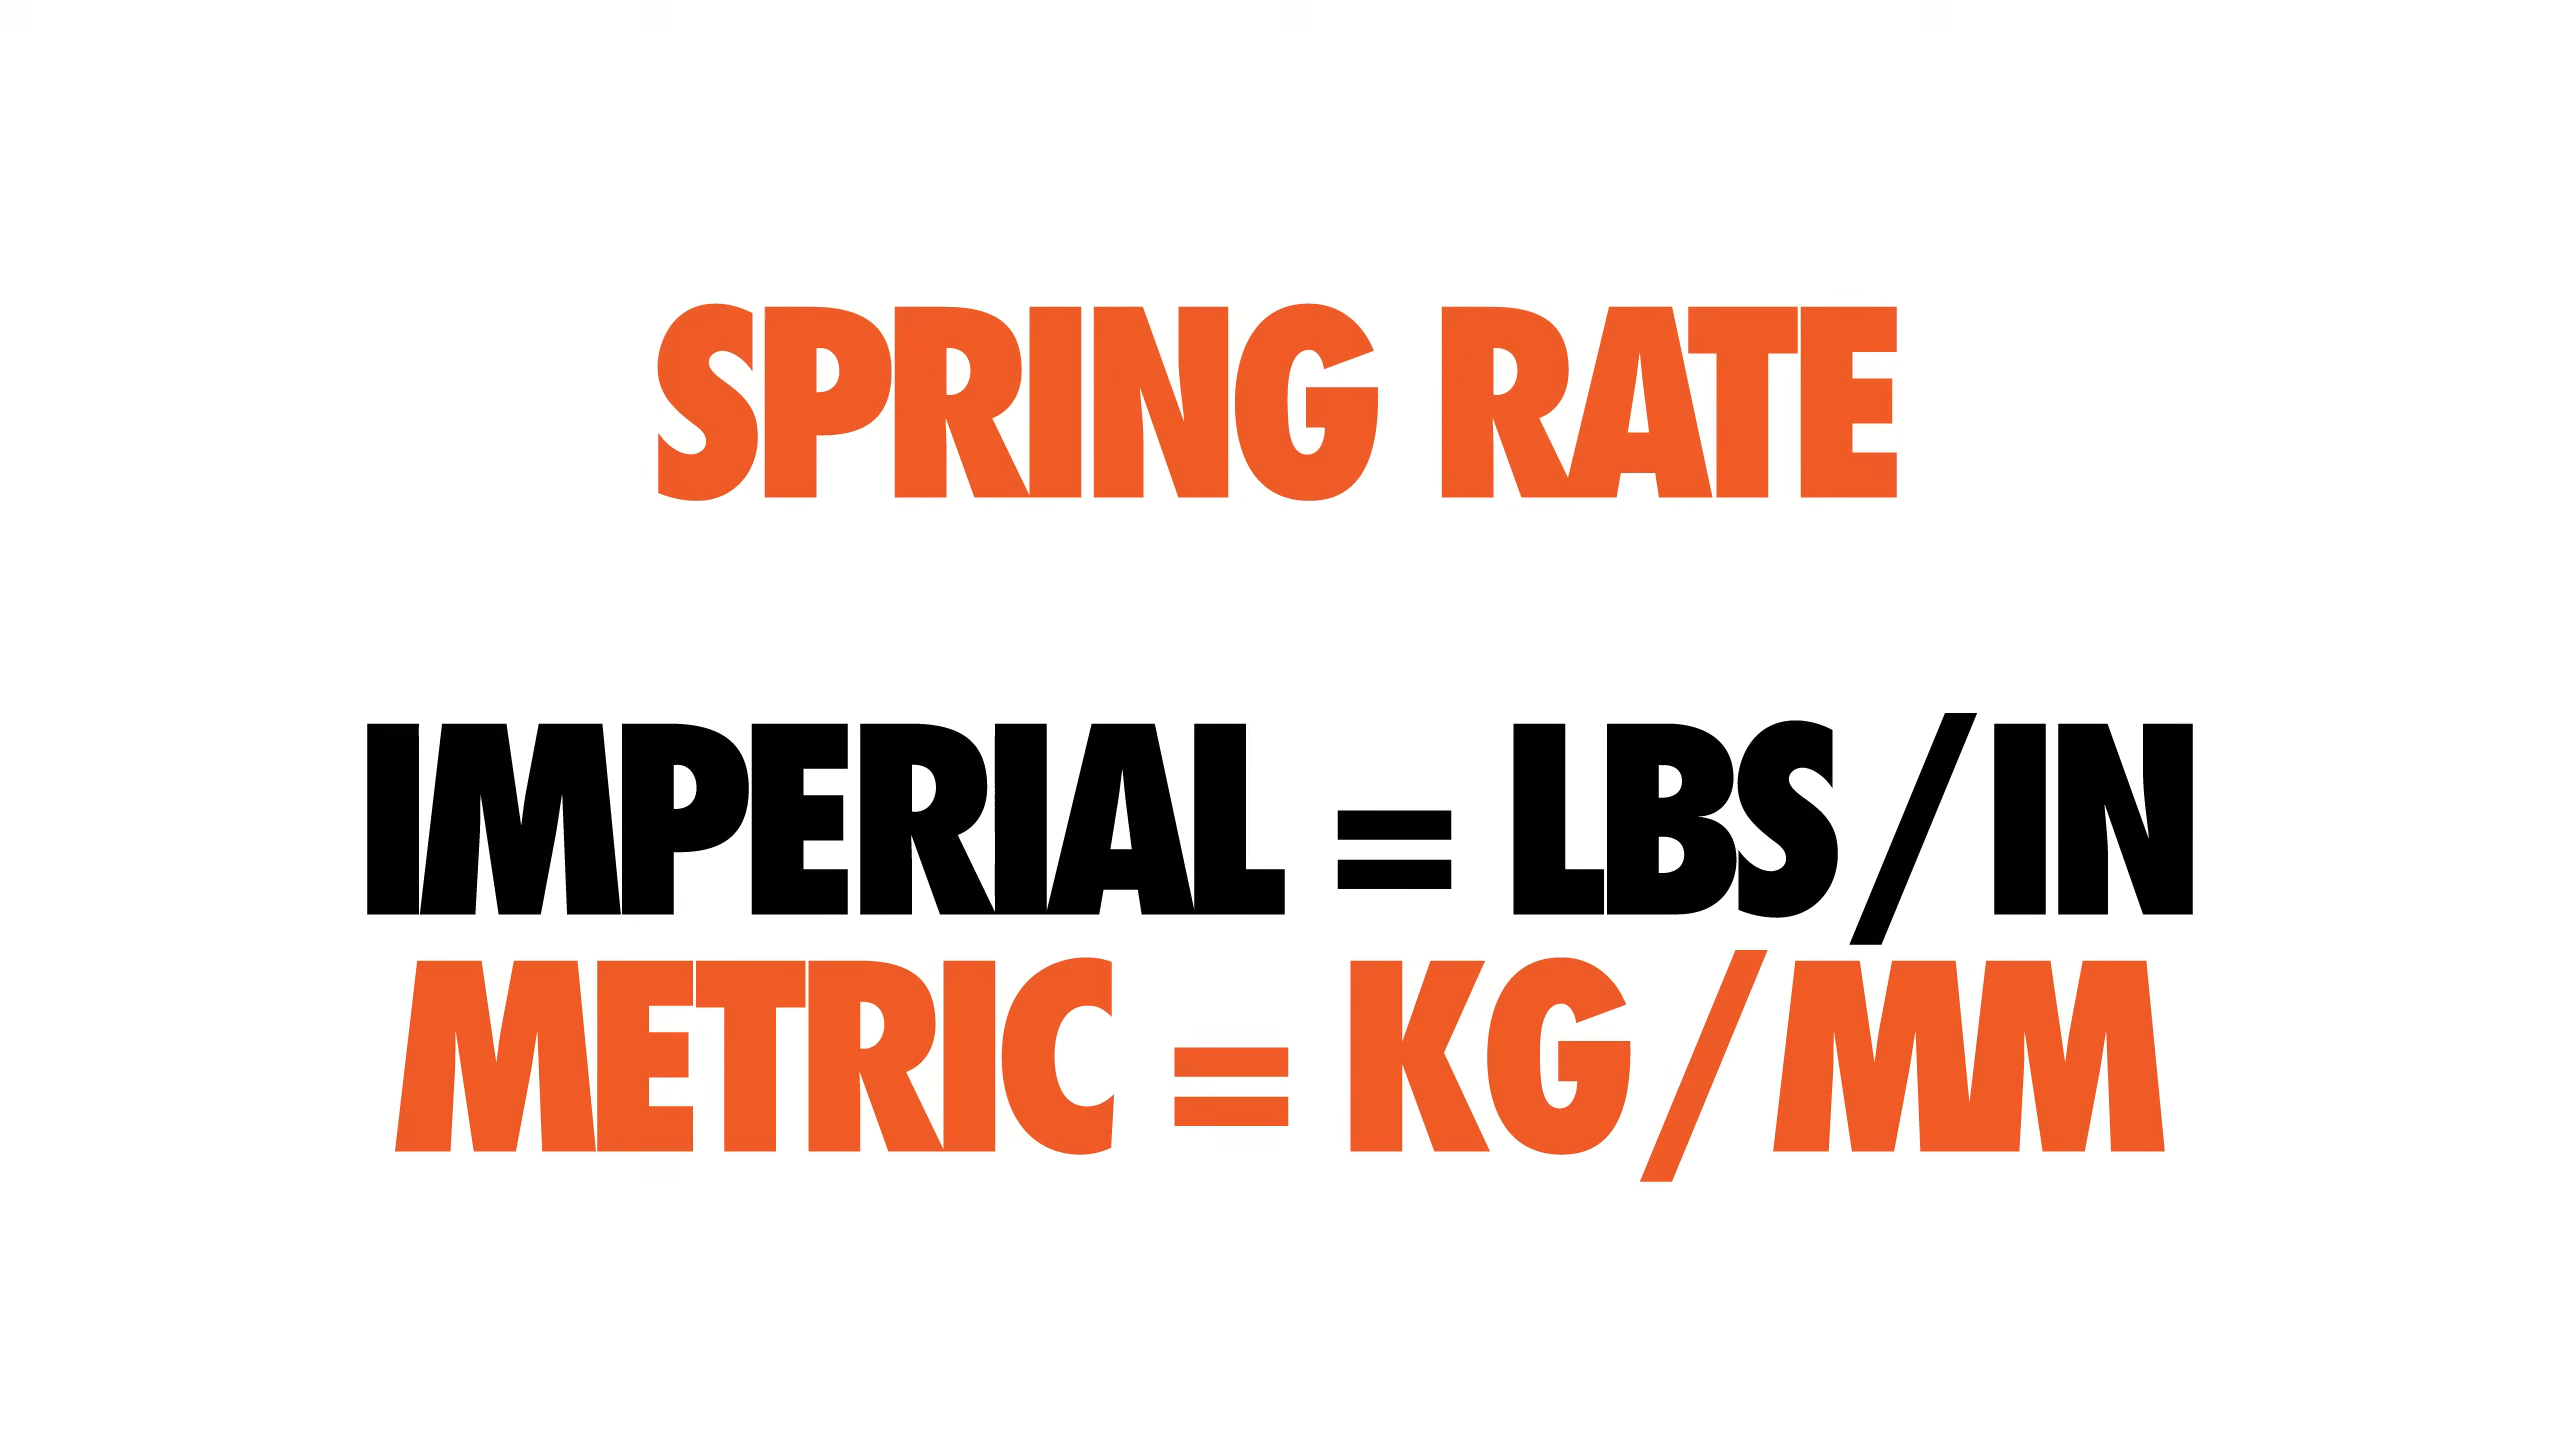 SPRING RATE
IMPERIAL = LBS/IN
METRIC = KG/MM